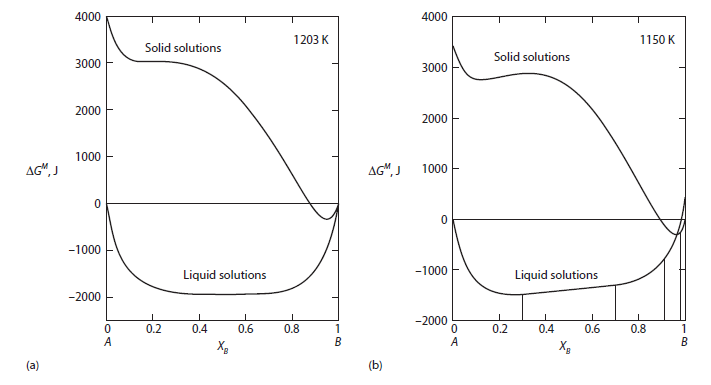 4000
3000
2000
1000
0
−1000
−2000
ΔGᴹ, J
Solid solutions
1203 K
Liquid solutions
0 0.2 0.4 0.6 0.8 1
A X_B B
(a)
4000
3000
2000
1000
0
−1000
−2000
ΔGᴹ, J
1150 K
Solid solutions
Liquid solutions
0 0.2 0.4 0.6 0.8 1
A X_B B
(b)